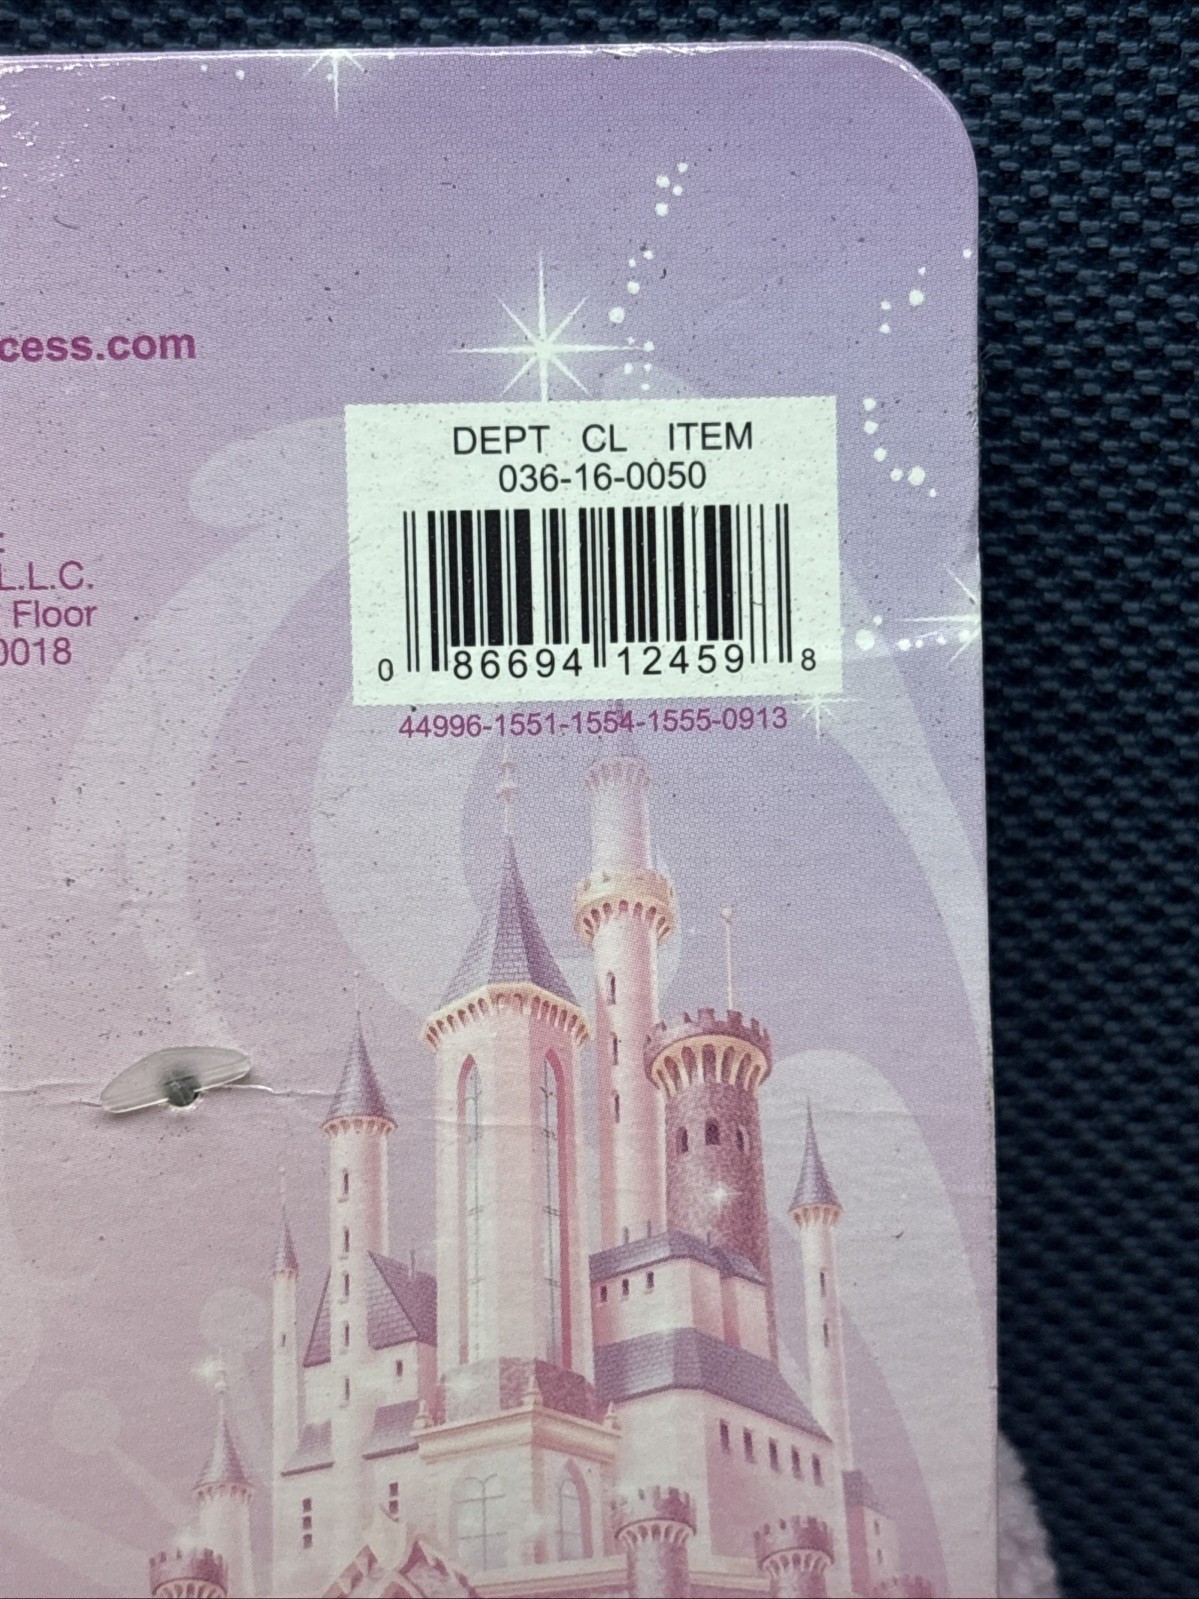 cess.com
DEPT CL ITEM
036-16-0050
L.L.C.
Floor
0018
0 86694 12459 8
44996-1551-1554-1555-0913